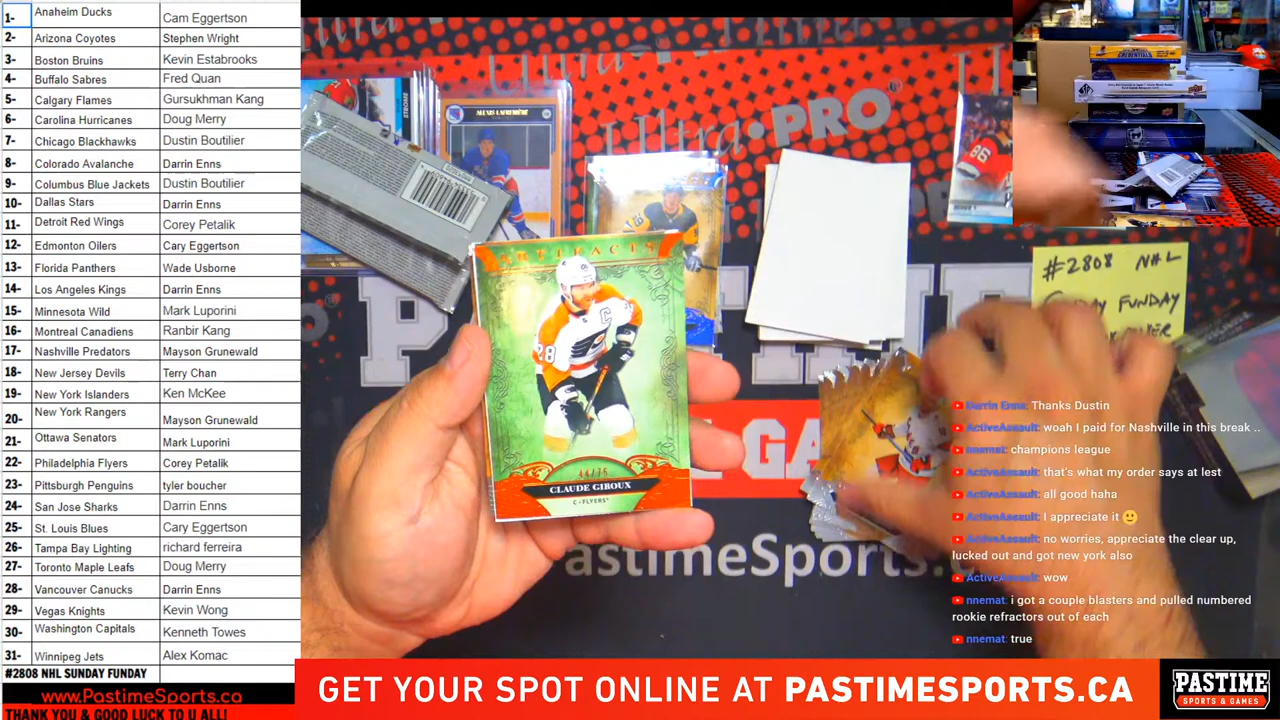 1- Anaheim Ducks Cam Eggertson
2- Arizona Coyotes Stephen Wright
3- Boston Bruins Kevin Estabrooks
4- Buffalo Sabres Fred Quan
5- Calgary Flames Gursukhman Kang
6- Carolina Hurricanes Doug Merry
7- Chicago Blackhawks Dustin Boutilier
8- Colorado Avalanche Darrin Enns
9- Columbus Blue Jackets Dustin Boutilier
10- Dallas Stars Darrin Enns
11- Detroit Red Wings Corey Petalik
12- Edmonton Oilers Cary Eggertson
13- Florida Panthers Wade Usborne
14- Los Angeles Kings Darrin Enns
15- Minnesota Wild Mark Luporini
16- Montreal Canadiens Ranbir Kang
17- Nashville Predators Mayson Grunewald
18- New Jersey Devils Terry Chan
19- New York Islanders Ken McKee
20- New York Rangers Mayson Grunewald
21- Ottawa Senators Mark Luporini
22- Philadelphia Flyers Corey Petalik
23- Pittsburgh Penguins tyler boucher
24- San Jose Sharks Darrin Enns
25- St. Louis Blues Cary Eggertson
26- Tampa Bay Lighting richard ferreira
27- Toronto Maple Leafs Doug Merry
28- Vancouver Canucks Darrin Enns
29- Vegas Knights Kevin Wong
30- Washington Capitals Kenneth Towes
31- Winnipeg Jets Alex Komac
#2808 NHL SUNDAY FUNDAY
www.PastimeSports.ca
THANK YOU & GOOD LUCK TO U ALL!
Ultra PRO
ALEXIS LAFRENIÈRE
ARTIFACTS
28
C
44/75
CLAUDE GIROUX
C • FLYERS
86
#2808 NHL
FUNDAY
GA
PastimeSports.c
CREDENTIALS
Darrin Enns: Thanks Dustin
ActiveAssault: woah I paid for Nashville in this break ..
nnemat: champions league
ActiveAssault: that's what my order says at lest
ActiveAssault: all good haha
ActiveAssault: I appreciate it 🙂
ActiveAssault: no worries, appreciate the clear up,
lucked out and got new york also
ActiveAssault: wow
nnemat: i got a couple blasters and pulled numbered
rookie refractors out of each
nnemat: true
GET YOUR SPOT ONLINE AT PASTIMESPORTS.CA
PASTIME
SPORTS & GAMES